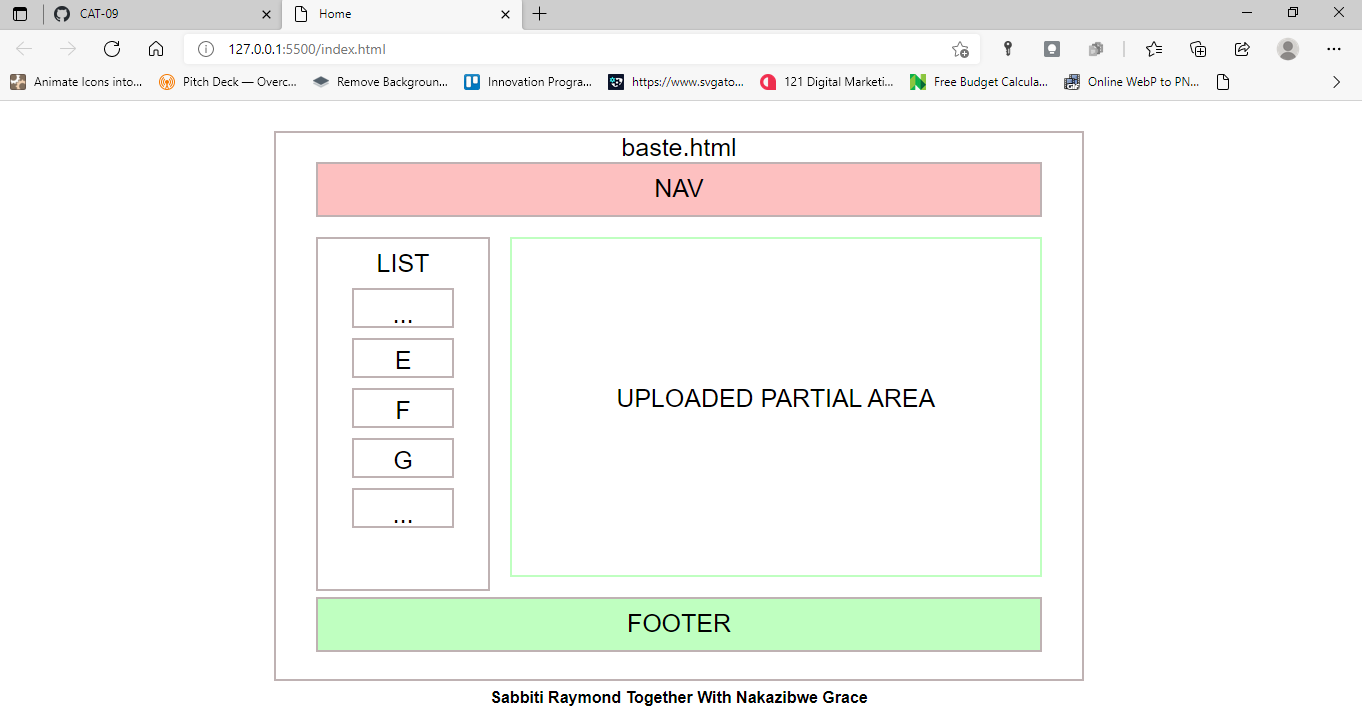 CAT-09
Home
127.0.0.1:5500/index.html
Animate Icons into... Pitch Deck — Overc... Remove Backgroun... Innovation Progra... https://www.svgato... 121 Digital Marketi... Free Budget Calcula... Online WebP to PN...
baste.html
NAV
LIST
...
E
F
G
...
UPLOADED PARTIAL AREA
FOOTER
Sabbiti Raymond Together With Nakazibwe Grace